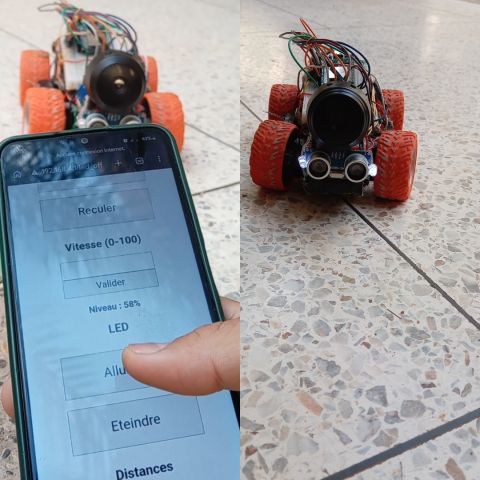 Reculer
Vitesse (0-100)
Valider
Niveau : 58%
LED
Eteindre
Distances